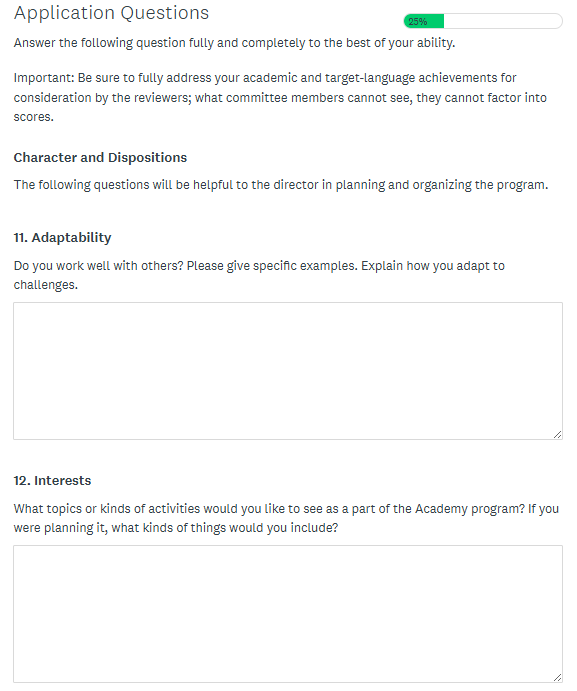 Application Questions
25%
Answer the following question fully and completely to the best of your ability.
Important: Be sure to fully address your academic and target-language achievements for
consideration by the reviewers; what committee members cannot see, they cannot factor into
scores.
Character and Dispositions
The following questions will be helpful to the director in planning and organizing the program.
11. Adaptability
Do you work well with others? Please give specific examples. Explain how you adapt to
challenges.
12. Interests
What topics or kinds of activities would you like to see as a part of the Academy program? If you
were planning it, what kinds of things would you include?